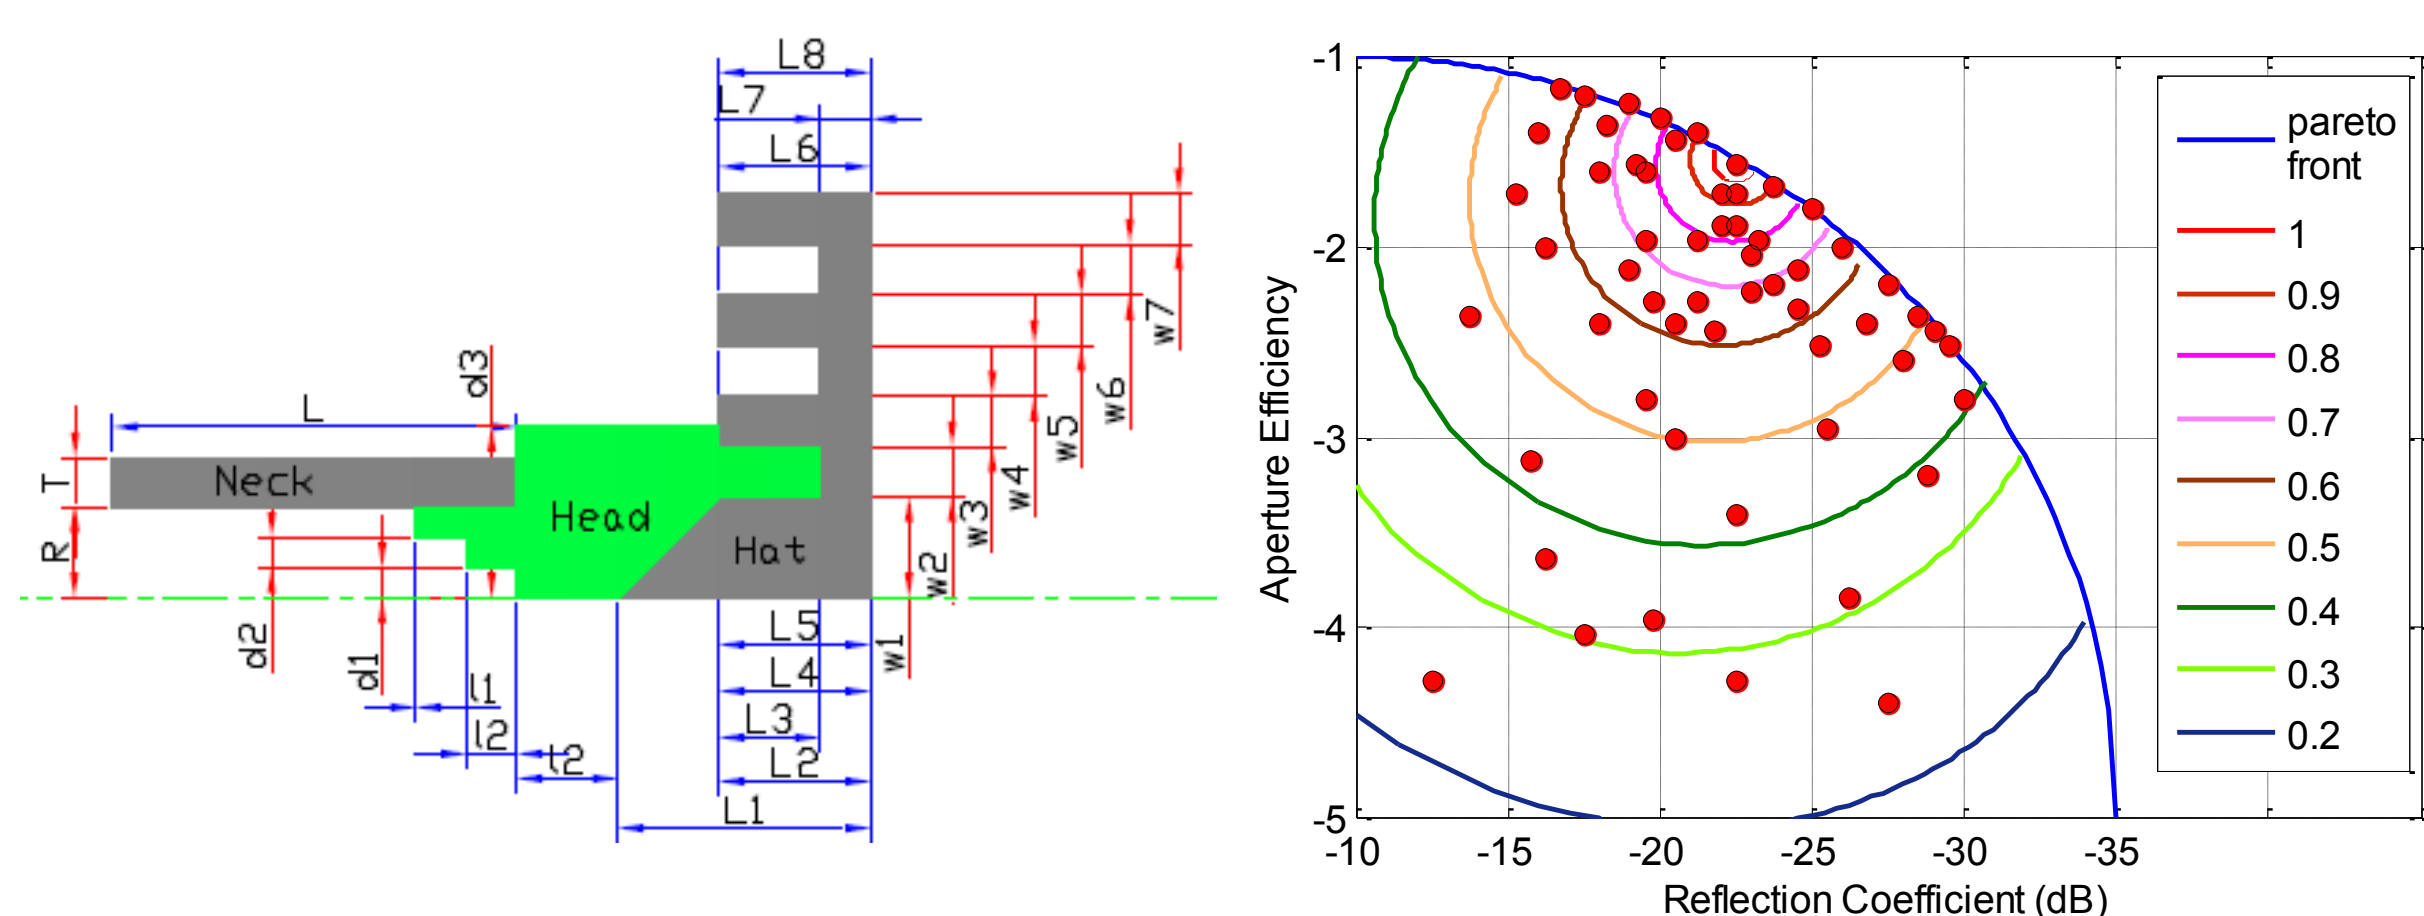 L8
L7
L6
w7
w6
w5
w4
w3
w2
w1
d3
L
T
Neck
R
Head
Hat
d2
d1
l1
l2
t2
L5
L4
L3
L2
L1
-1
-2
-3
-4
-5
Aperture Efficiency
-10 -15 -20 -25 -30 -35
Reflection Coefficient (dB)
pareto
front
1
0.9
0.8
0.7
0.6
0.5
0.4
0.3
0.2